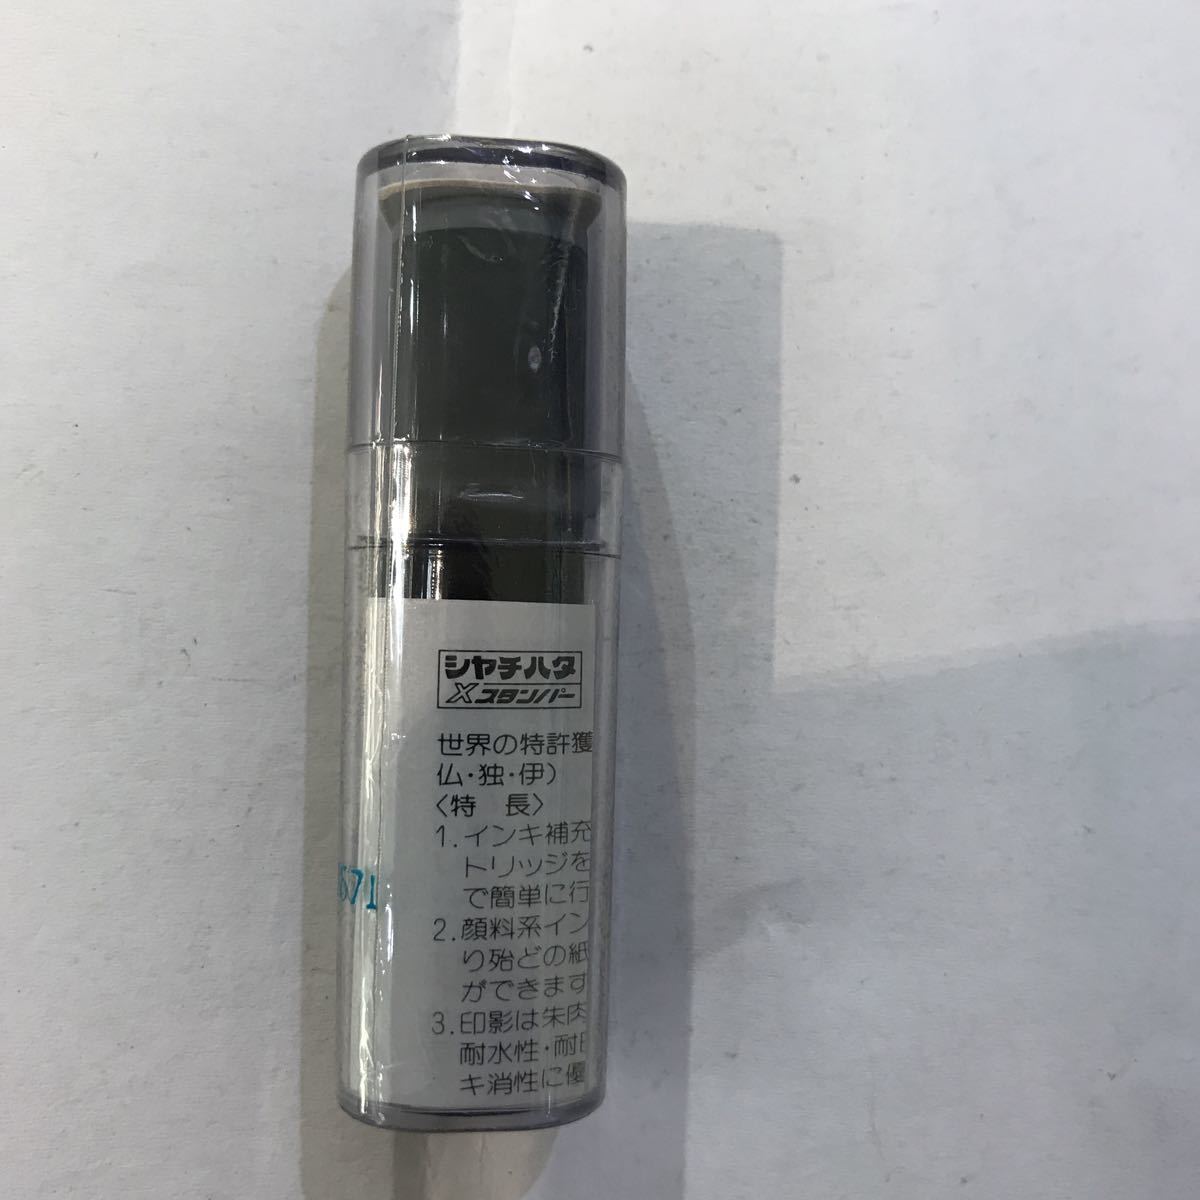 シヤチハタ
Xスタンパー
世界の特許獲
仏・独・伊)
〈特 長〉
1. インキ補充
トリッジを
で簡単に行
2. 顔料系イン
り殆どの紙
ができます
3. 印影は朱肉
耐水性・耐日
キ消性に優
571